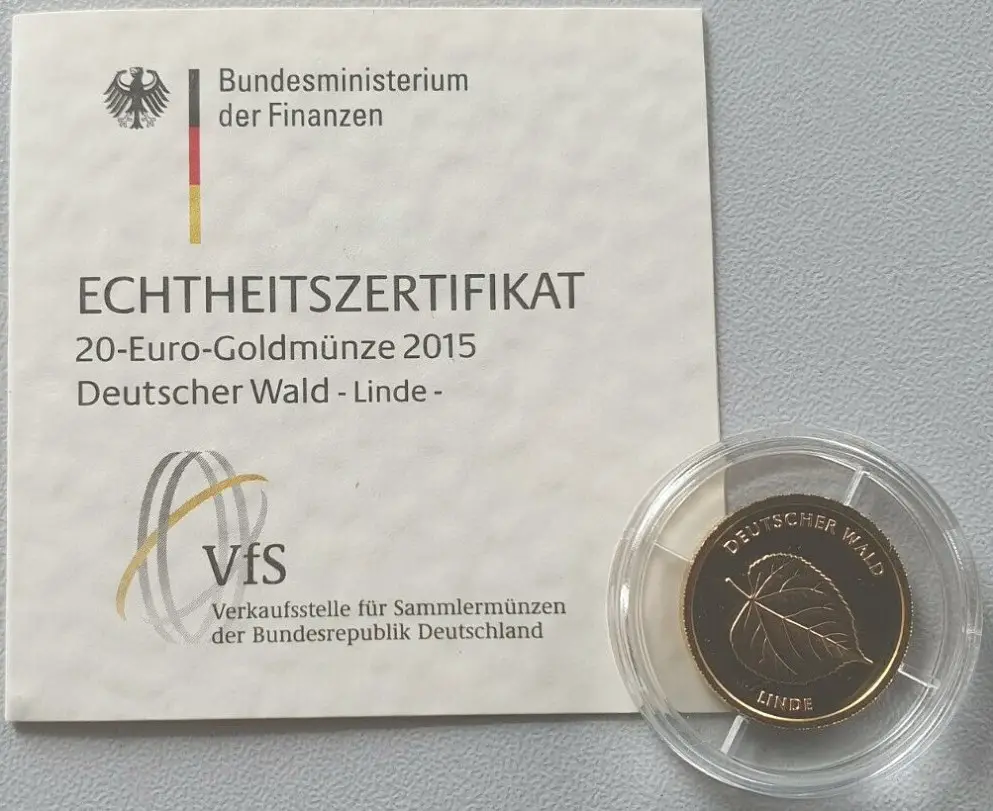 Bundesministerium
der Finanzen
ECHTHEITSZERTIFIKAT
20-Euro-Goldmünze 2015
Deutscher Wald - Linde -
VfS
Verkaufsstelle für Sammlermünzen
der Bundesrepublik Deutschland
DEUTSCHER WALD
LINDE